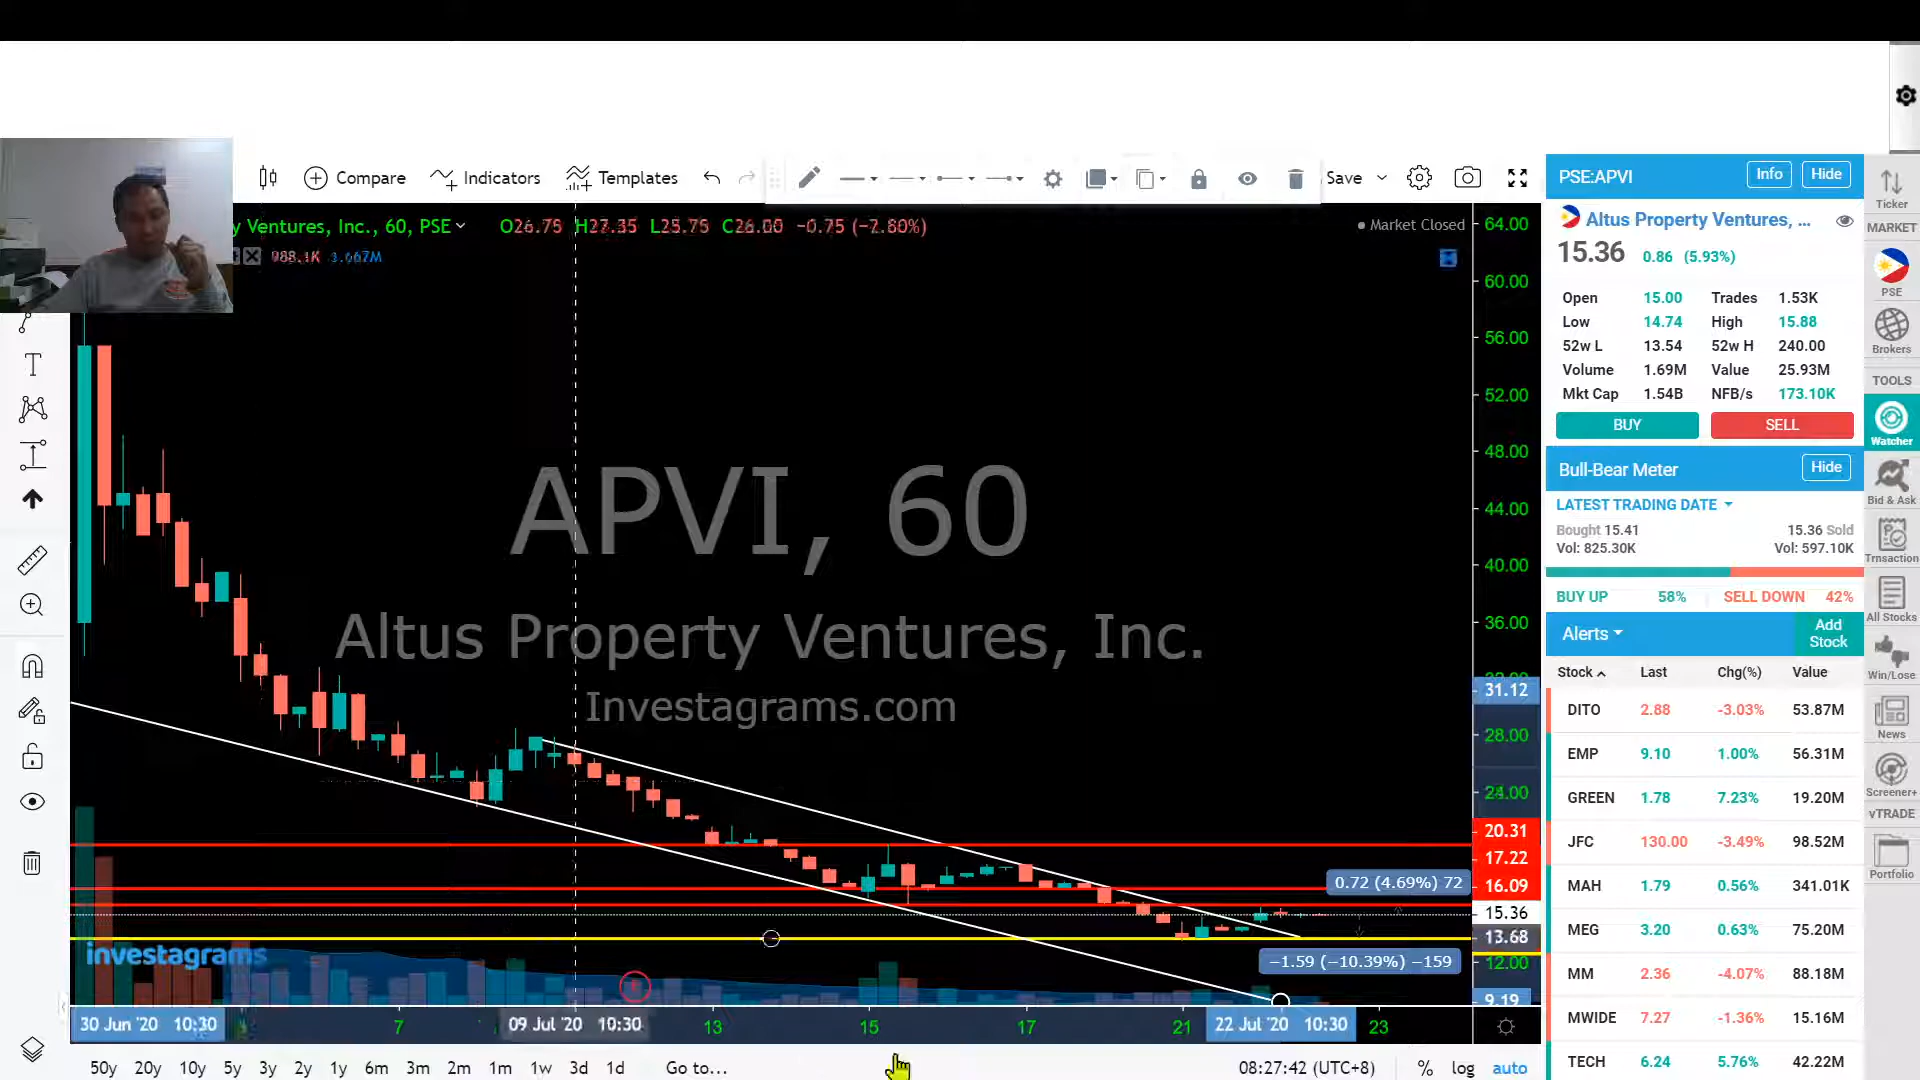 Compare
Indicators
Templates
Save
y Ventures, Inc., 60, PSE
O26.75 H27.35 L25.75 C26.00 −0.75 (−2.80%)
1.667M
Market Closed
APVI, 60
Altus Property Ventures, Inc.
Investagrams.com
64.00
60.00
56.00
52.00
48.00
44.00
40.00
36.00
31.12
28.00
24.00
20.31
17.22
16.09
15.36
13.68
12.00
9.19
0.72 (4.69%) 72
−1.59 (−10.39%) −159
investagrams
30 Jun '20 10:30
7
09 Jul '20 10:30
13
15
17
21
22 Jul '20 10:30
23
50y 20y 10y 5y 3y 2y 1y 6m 3m 2m 1m 1w 3d 1d Go to...
08:27:42 (UTC+8) % log auto
PSE:APVI Info Hide
Altus Property Ventures, ...
15.36 0.86 (5.93%)
Open 15.00 Trades 1.53K
Low 14.74 High 15.88
52w L 13.54 52w H 240.00
Volume 1.69M Value 25.93M
Mkt Cap 1.54B NFB/s 173.10K
BUY SELL
Bull-Bear Meter Hide
LATEST TRADING DATE
Bought 15.41 15.36 Sold
Vol: 825.30K Vol: 597.10K
BUY UP 58% SELL DOWN 42%
Alerts Add Stock
Stock Last Chg(%) Value
DITO 2.88 -3.03% 53.87M
EMP 9.10 1.00% 56.31M
GREEN 1.78 7.23% 19.20M
JFC 130.00 -3.49% 98.52M
MAH 1.79 0.56% 341.01K
MEG 3.20 0.63% 75.20M
MM 2.36 -4.07% 88.18M
MWIDE 7.27 -1.36% 15.16M
TECH 6.24 5.76% 42.22M
Ticker
MARKET
PSE
Brokers
TOOLS
Watcher
Bid & Ask
Trnsaction
All Stocks
Win/Lose
News
Screener+
vTRADE
Portfolio